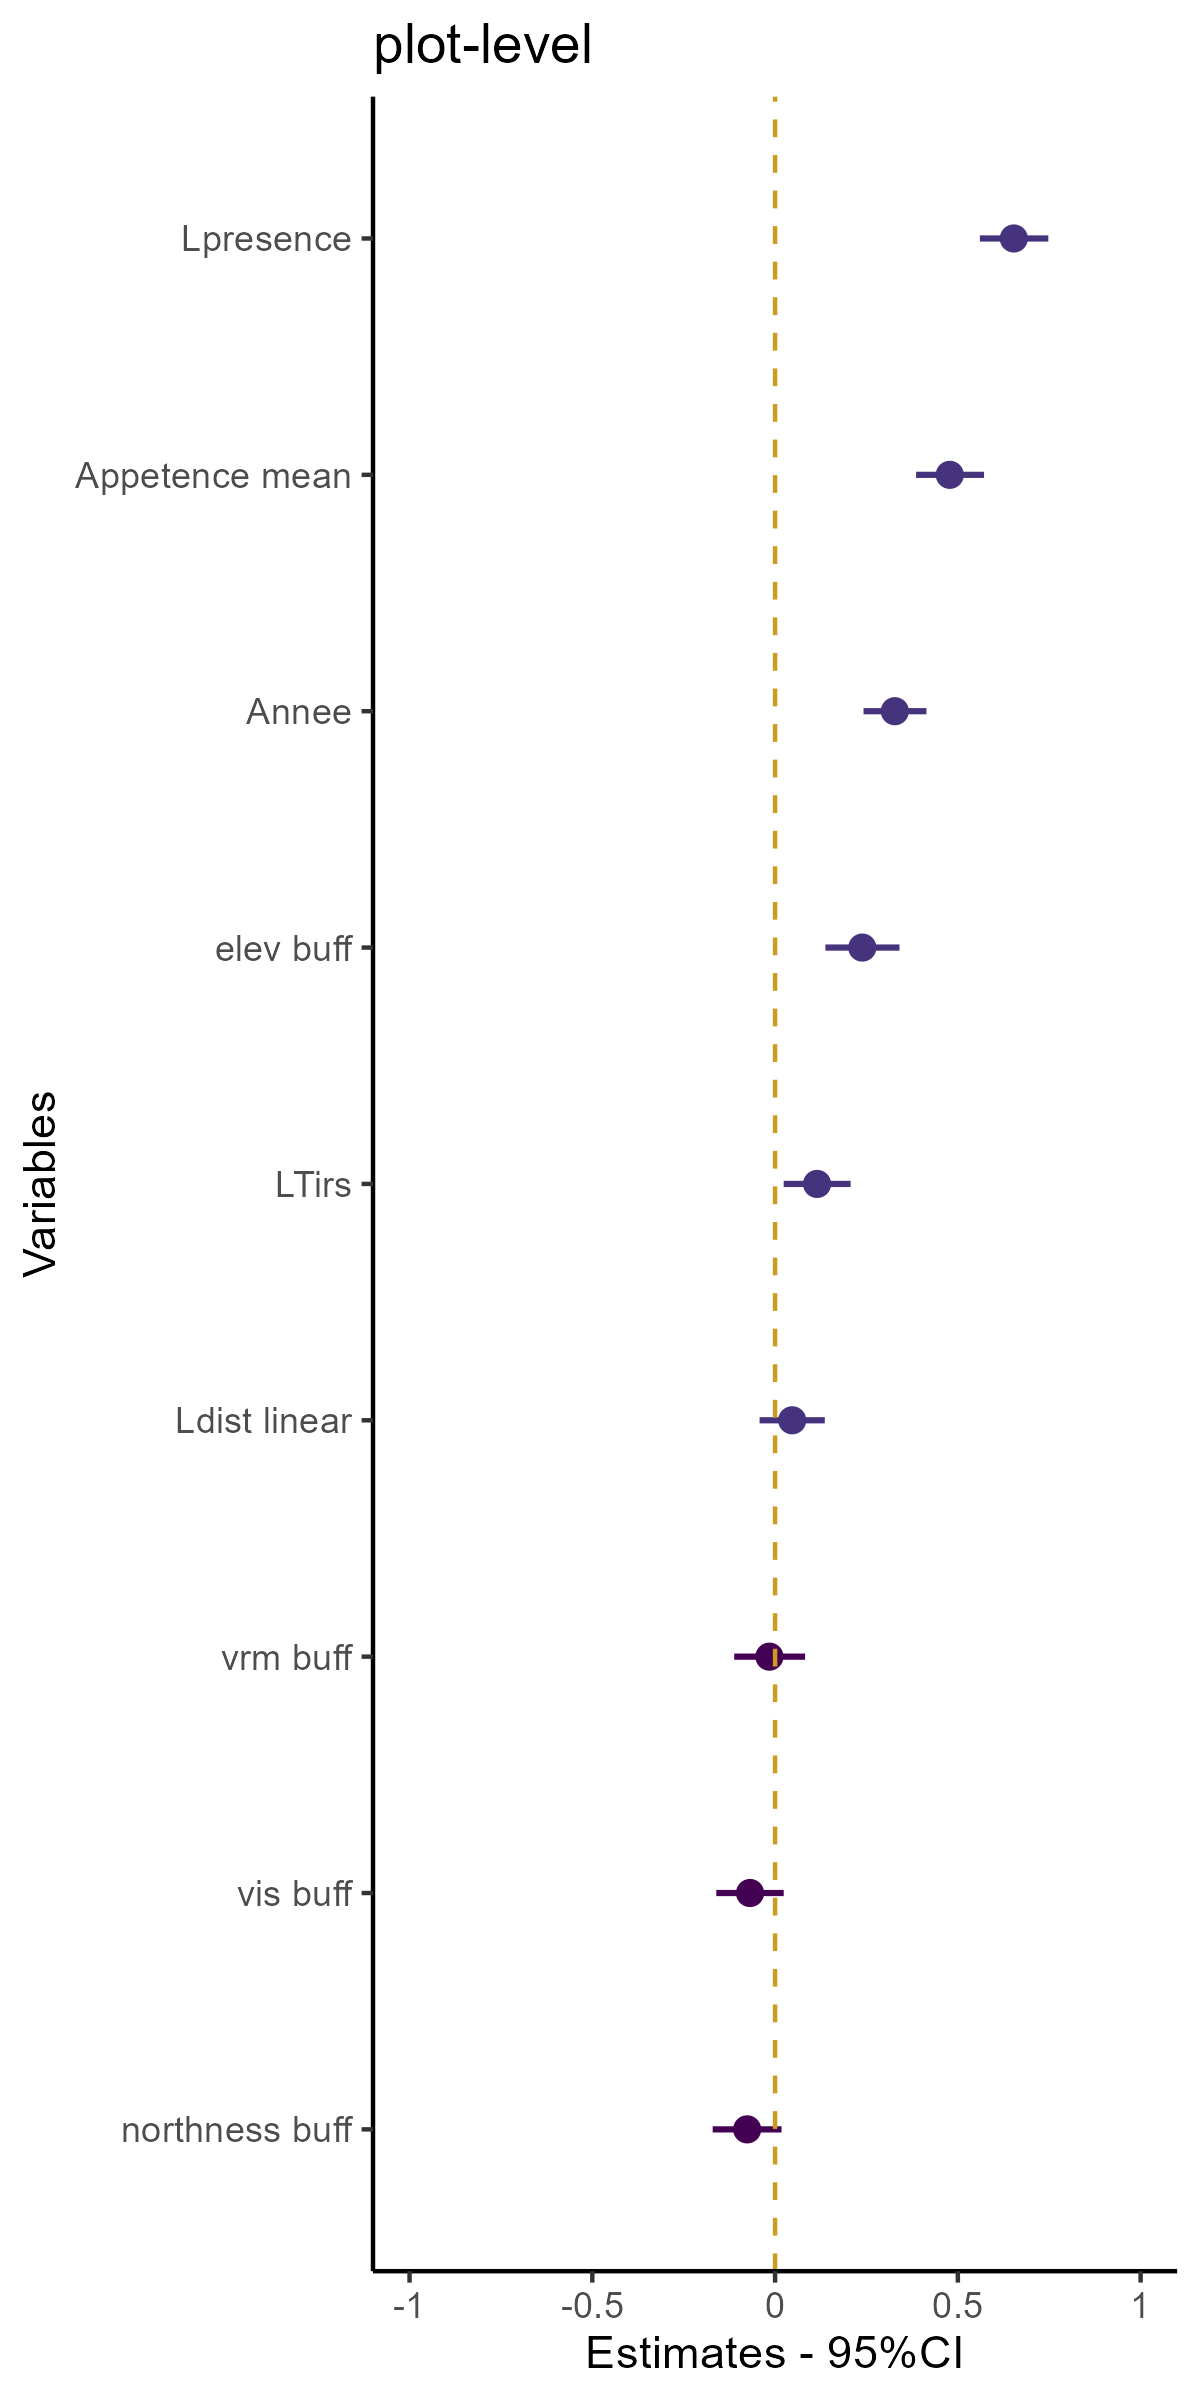 plot-level
Lpresence
Appetence mean
Annee
elev buff
LTirs
Ldist linear
vrm buff
vis buff
northness buff
Variables
-1 -0.5 0 0.5 1
Estimates - 95%CI